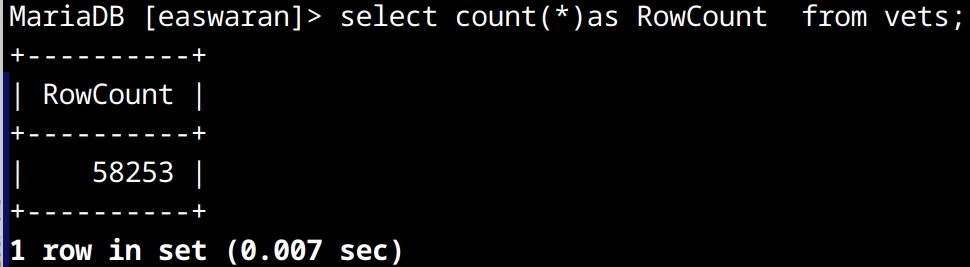 MariaDB [easwaran]> select count(*)as RowCount  from vets;
+----------+
| RowCount |
+----------+
|    58253 |
+----------+
1 row in set (0.007 sec)